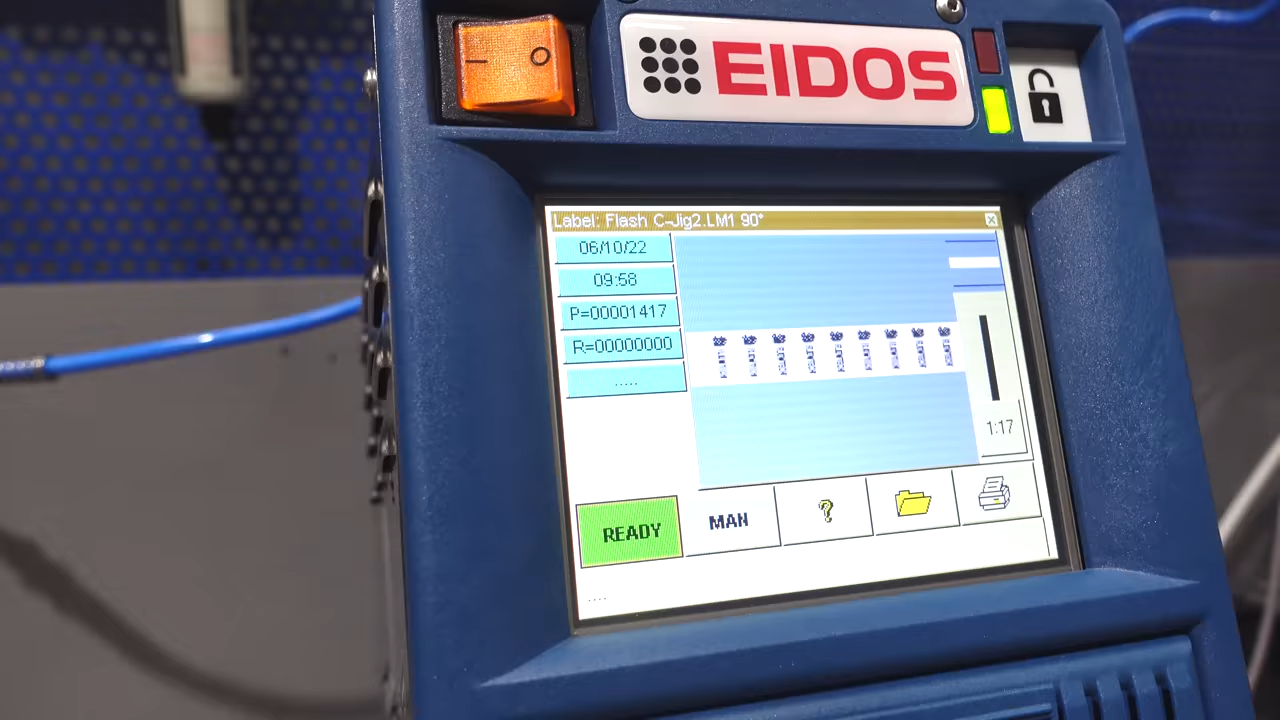 EIDOS
Label: Flash C-Jig2.LM1 90°
06/10/22
09:58
P=00001417
R=00000000
.....
1:17
READY
MAN
?
....